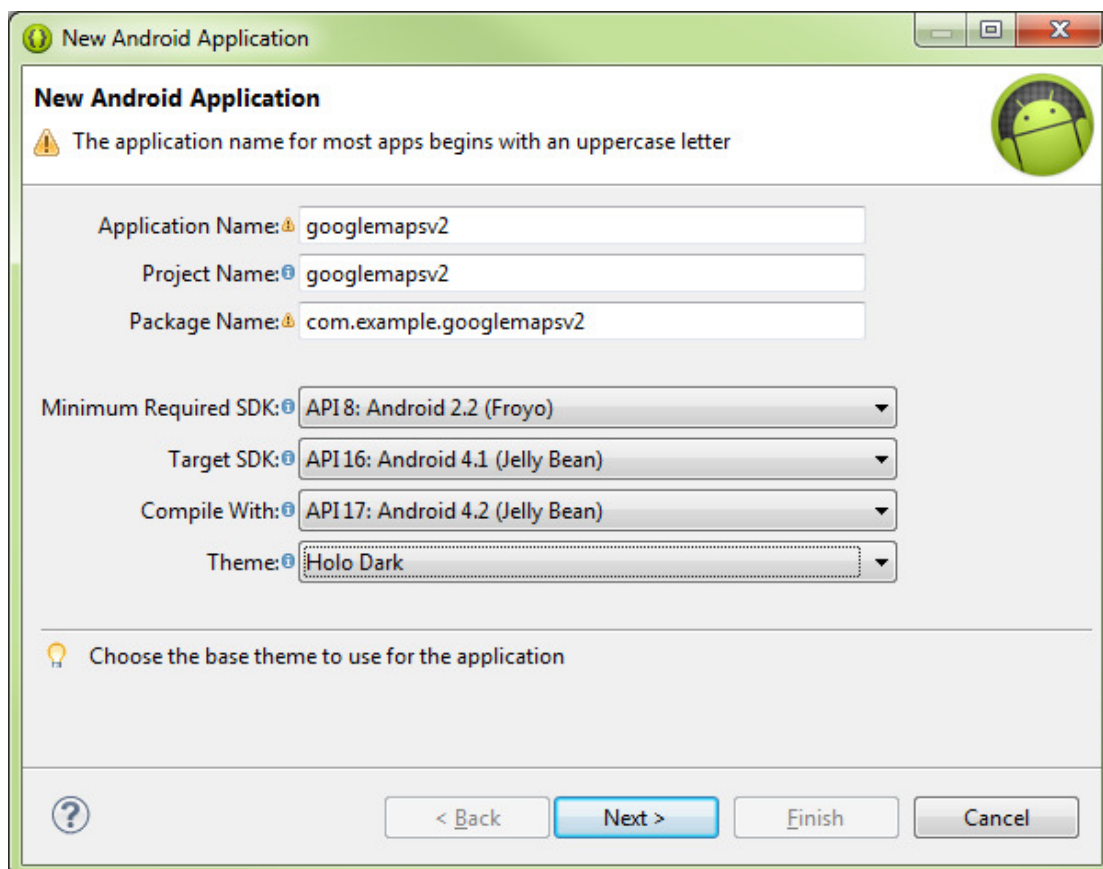 New Android Application
New Android Application
The application name for most apps begins with an uppercase letter
Application Name: googlemapsv2
Project Name: googlemapsv2
Package Name: com.example.googlemapsv2
Minimum Required SDK: API 8: Android 2.2 (Froyo)
Target SDK: API 16: Android 4.1 (Jelly Bean)
Compile With: API 17: Android 4.2 (Jelly Bean)
Theme: Holo Dark
Choose the base theme to use for the application
< Back Next > Finish Cancel